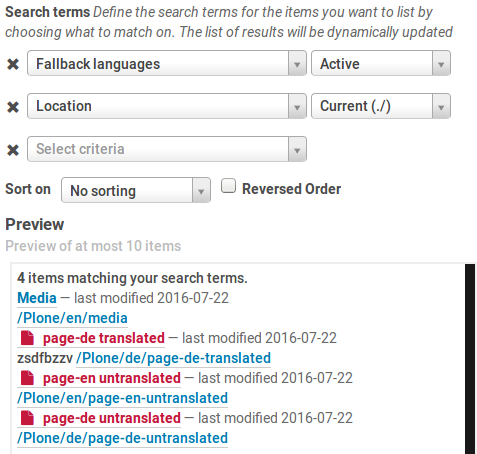 Search terms Define the search terms for the items you want to list by
choosing what to match on. The list of results will be dynamically updated
Fallback languages Active
Location Current (./)
Select criteria
Sort on No sorting Reversed Order
Preview
Preview of at most 10 items
4 items matching your search terms.
Media — last modified 2016-07-22
/Plone/en/media
page-de translated — last modified 2016-07-22
zsdfbzzv /Plone/de/page-de-translated
page-en untranslated — last modified 2016-07-22
/Plone/en/page-en-untranslated
page-de untranslated — last modified 2016-07-22
/Plone/de/page-de-untranslated